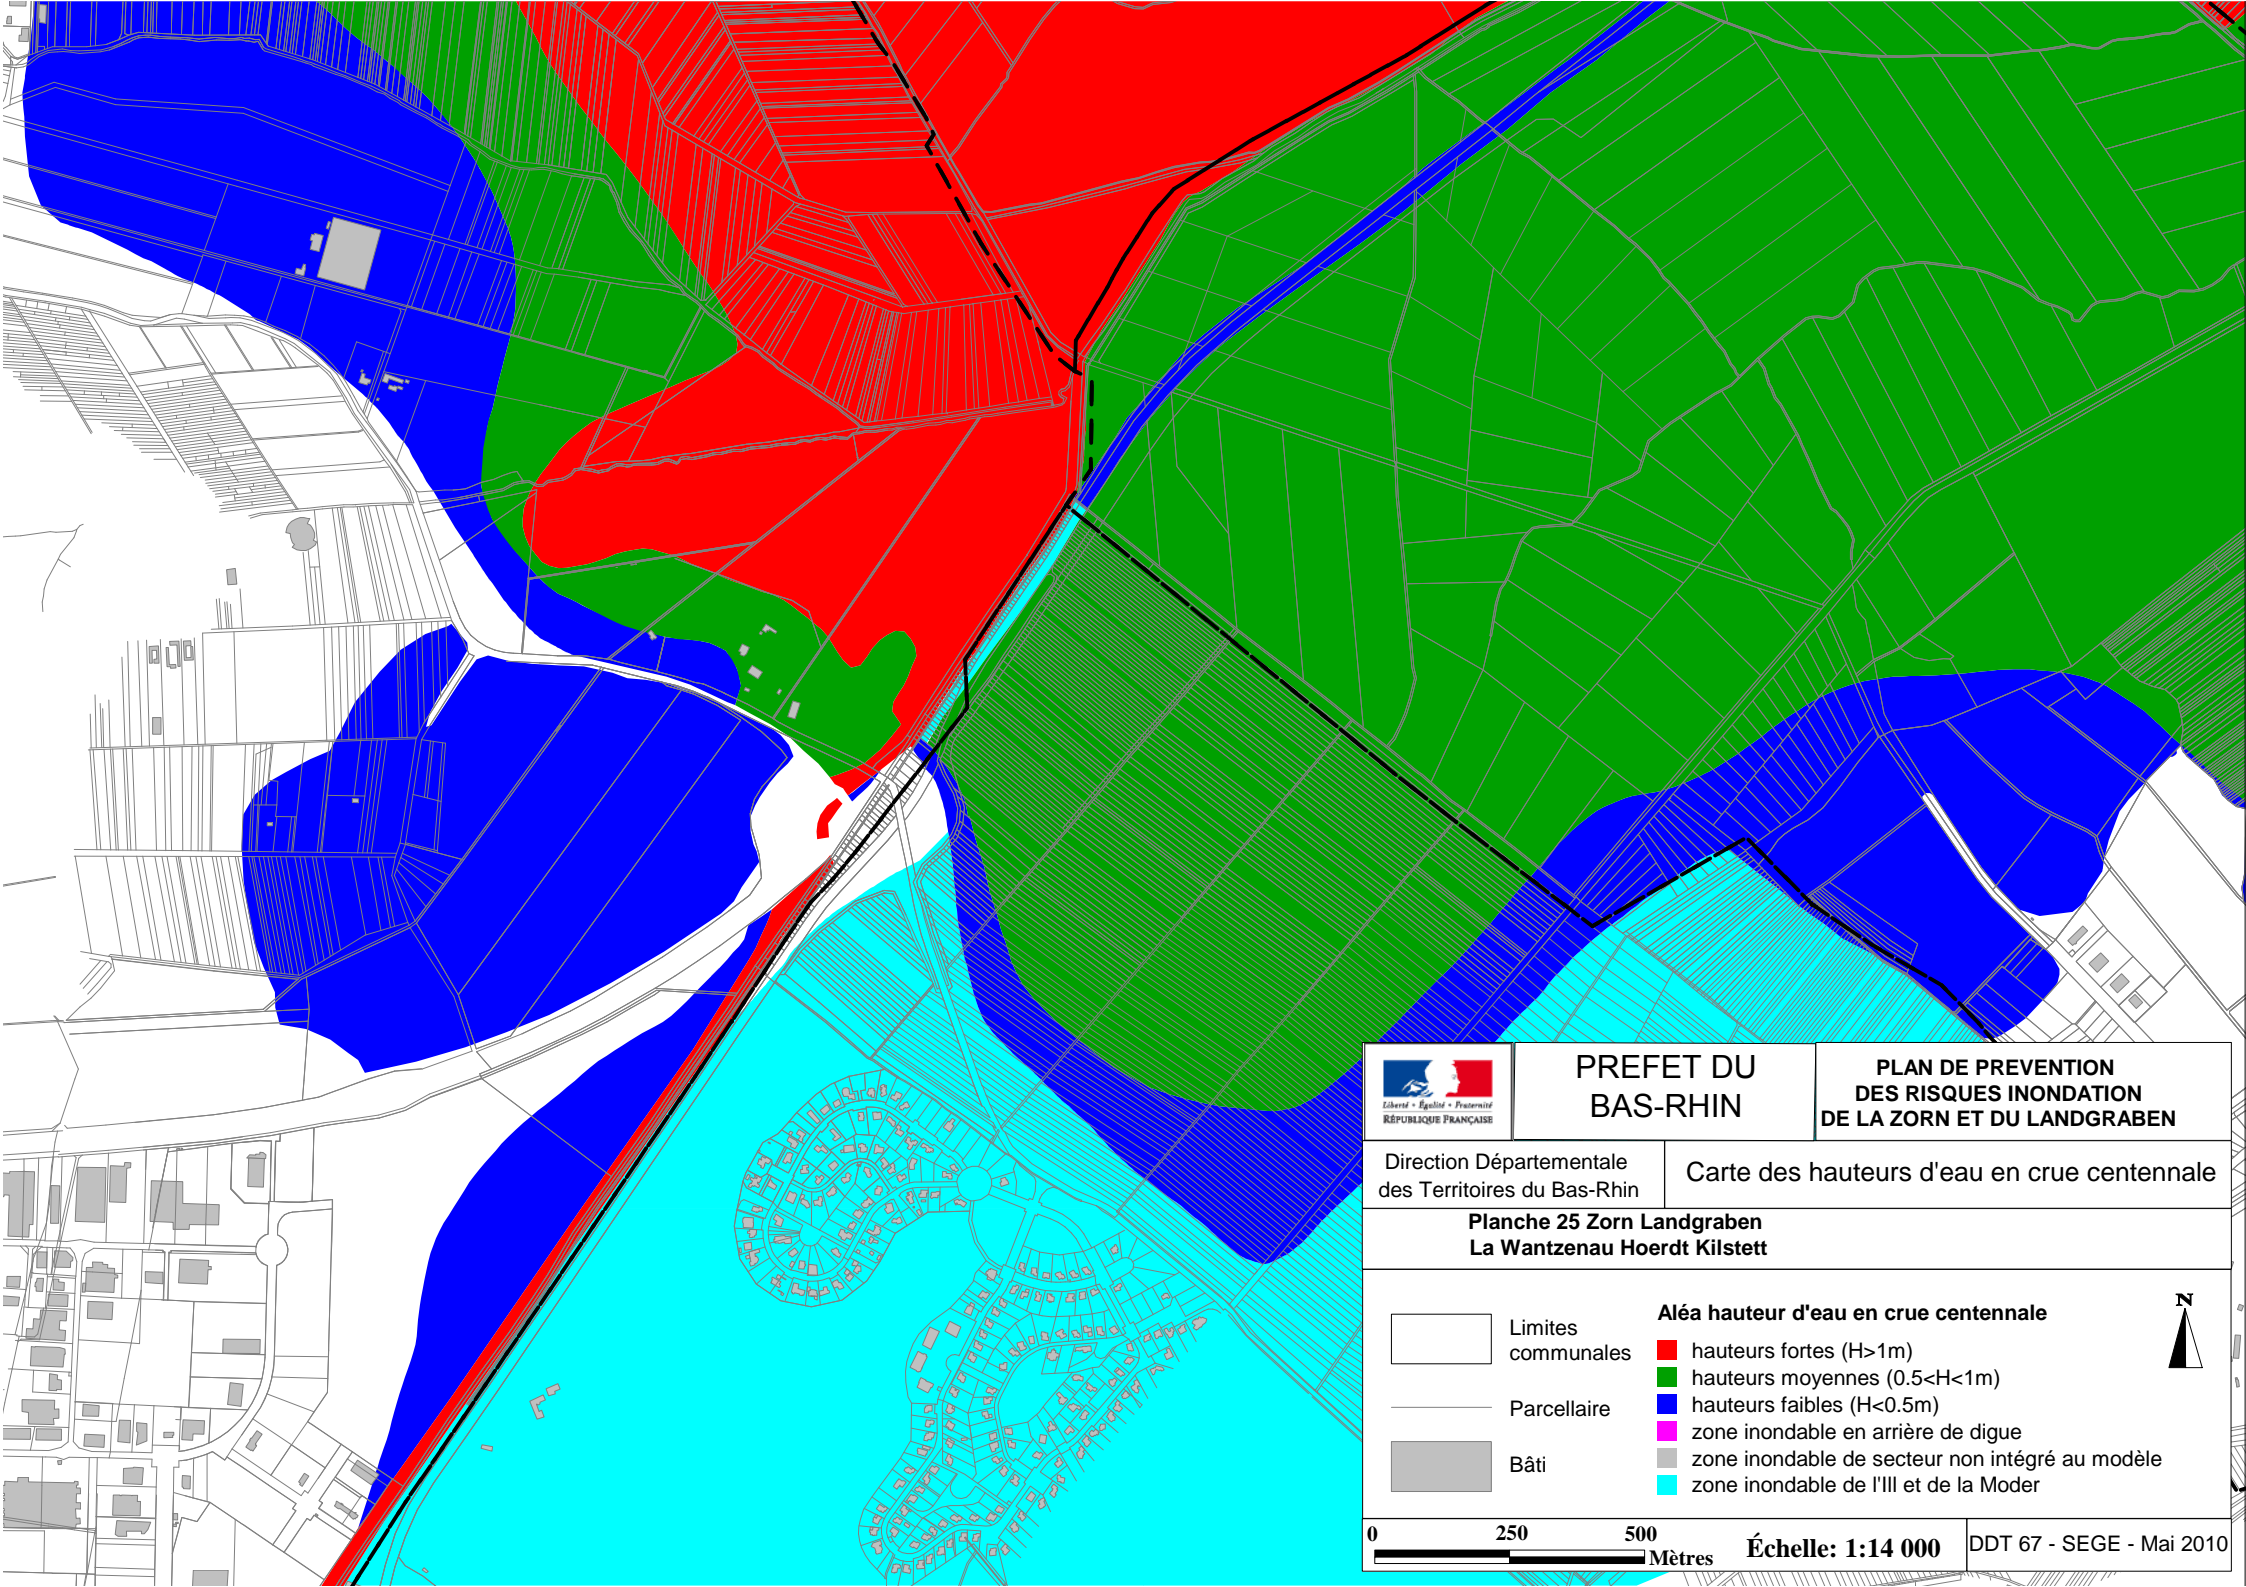 Liberté • Égalité • Fraternité
RÉPUBLIQUE FRANÇAISE
PREFET DU
BAS-RHIN
PLAN DE PREVENTION
DES RISQUES INONDATION
DE LA ZORN ET DU LANDGRABEN
Direction Départementale
des Territoires du Bas-Rhin
Carte des hauteurs d'eau en crue centennale
Planche 25 Zorn Landgraben
La Wantzenau Hoerdt Kilstett
Limites
communales
Parcellaire
Bâti
Aléa hauteur d'eau en crue centennale
hauteurs fortes (H>1m)
hauteurs moyennes (0.5<H<1m)
hauteurs faibles (H<0.5m)
zone inondable en arrière de digue
zone inondable de secteur non intégré au modèle
zone inondable de l'Ill et de la Moder
N
0 250 500
Mètres
Échelle: 1:14 000
DDT 67 - SEGE - Mai 2010